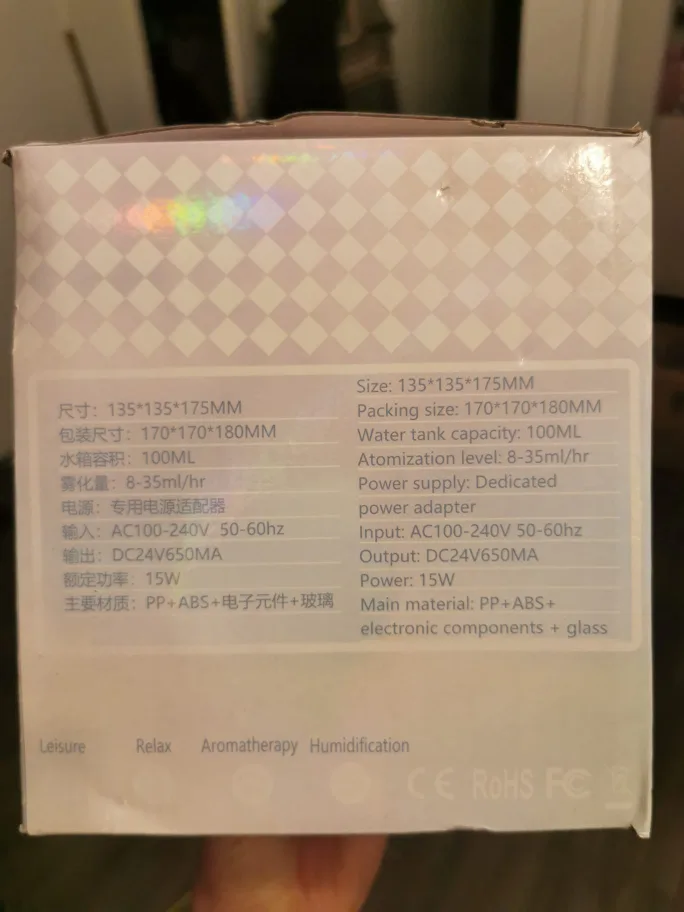 尺寸：135*135*175MM
包装尺寸：170*170*180MM
水箱容积：100ML
雾化量：8-35ml/hr
电源：专用电源适配器
输入：AC100-240V 50-60hz
输出：DC24V650MA
额定功率：15W
主要材质：PP+ABS+电子元件+玻璃
Size: 135*135*175MM
Packing size: 170*170*180MM
Water tank capacity: 100ML
Atomization level: 8-35ml/hr
Power supply: Dedicated
power adapter
Input: AC100-240V 50-60hz
Output: DC24V650MA
Power: 15W
Main material: PP+ABS+
electronic components + glass
Leisure Relax Aromatherapy Humidification
CE RoHS FC